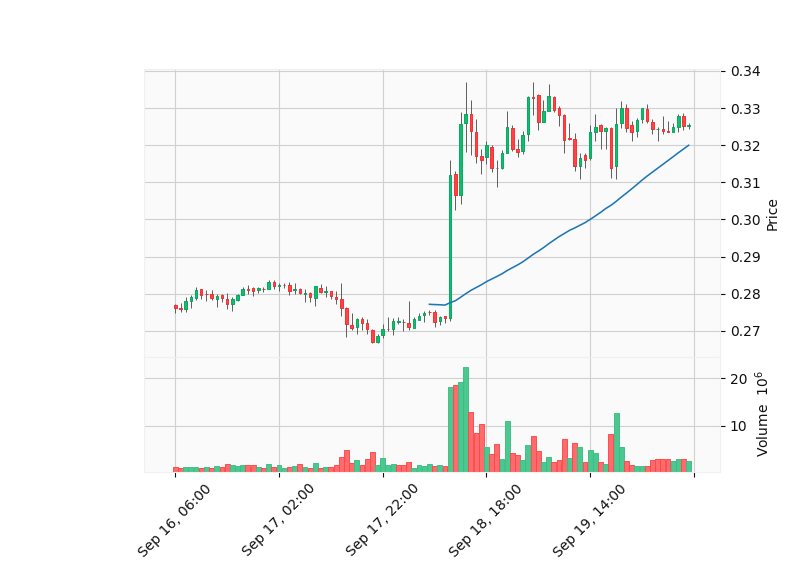 0.34
0.33
0.32
0.31
0.30
0.29
0.28
0.27
Price
20
10
Volume 10^6
Sep 16, 06:00
Sep 17, 02:00
Sep 17, 22:00
Sep 18, 18:00
Sep 19, 14:00